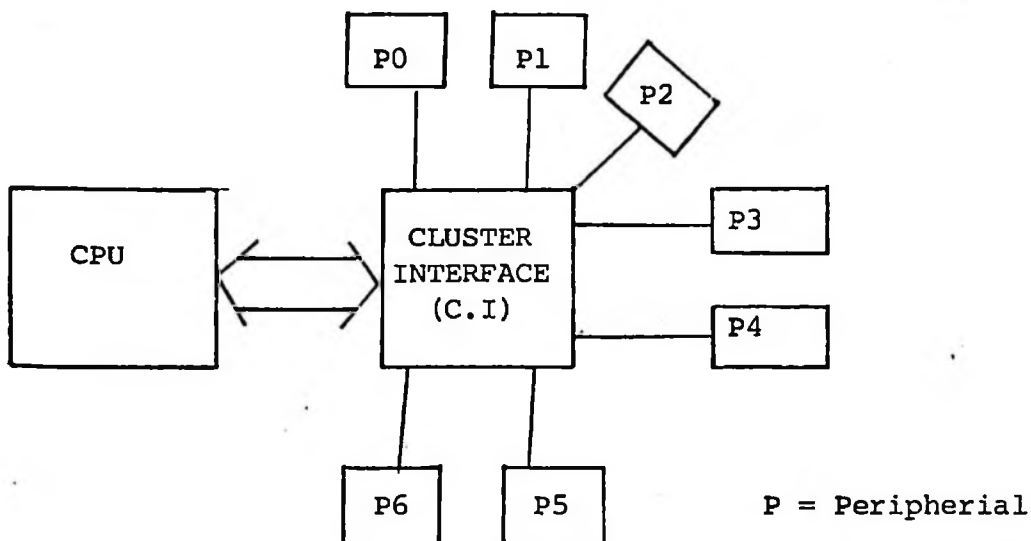 P0
P1
P2
CPU
CLUSTER
INTERFACE
(C.I)
P3
P4
P6
P5
P = Peripherial